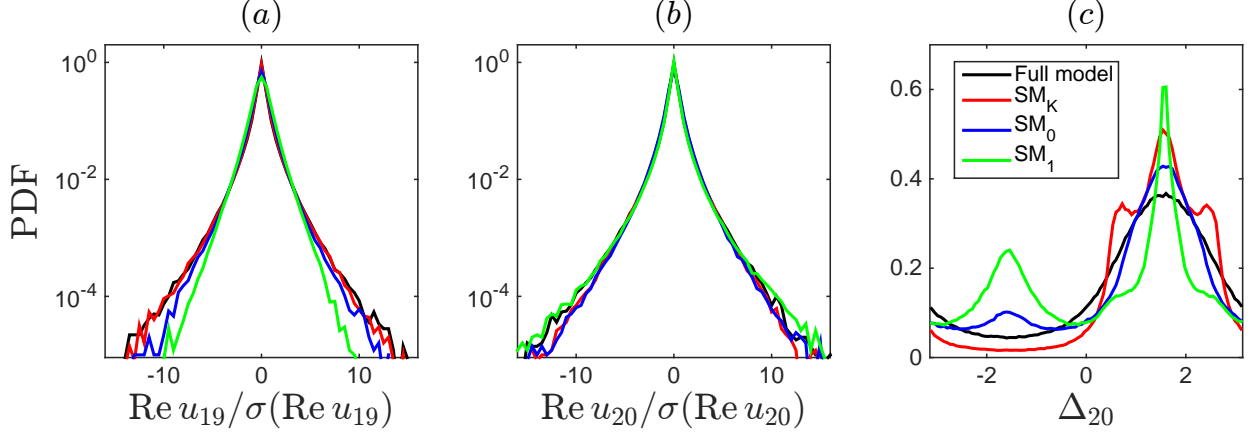 (a)
(b)
(c)
PDF
10^0
10^-2
10^-4
-10
0
10
Re u_19/σ(Re u_19)
10^0
10^-2
10^-4
-10
0
10
Re u_20/σ(Re u_20)
0.6
0.4
0.2
0
-2
0
2
Δ_20
Full model
SM_K
SM_0
SM_1